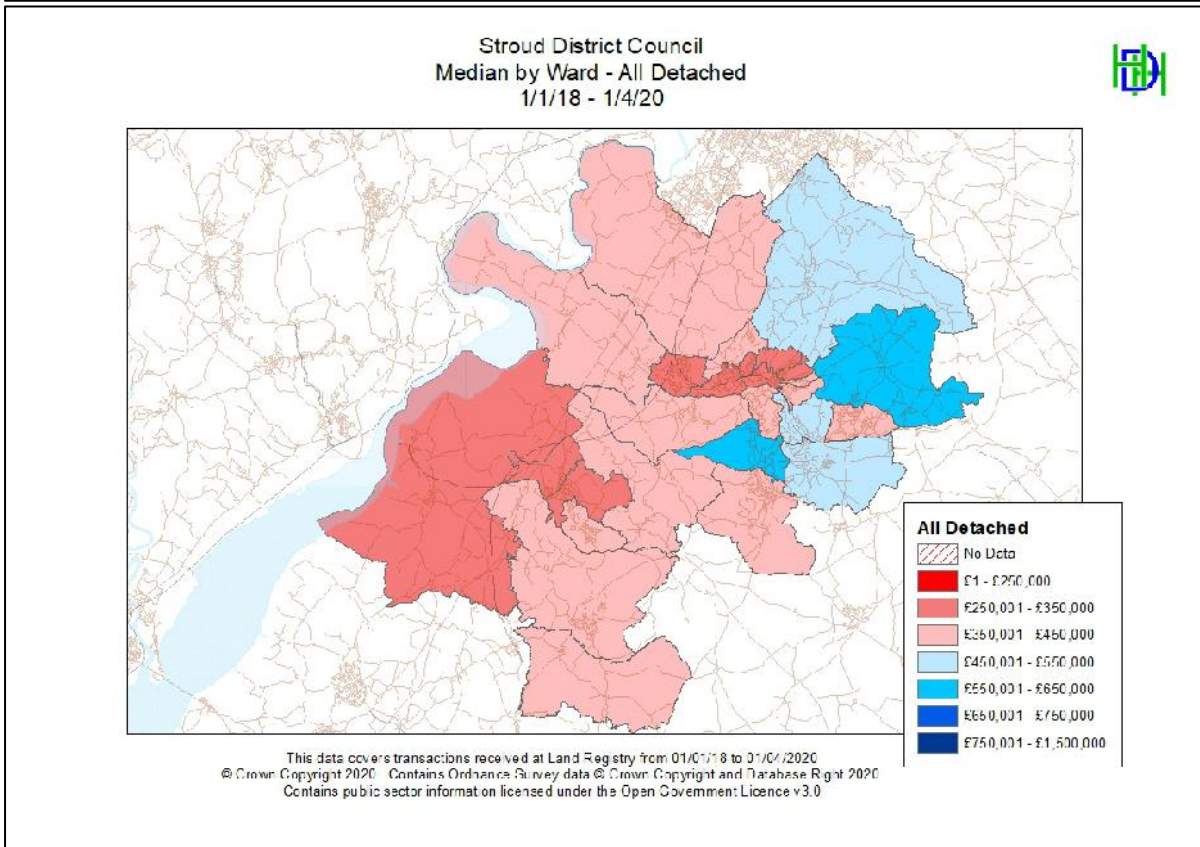 Stroud District Council
Median by Ward - All Detached
1/1/18 - 1/4/20
HDH
All Detached
No Data
£1 - £250,000
£250,001 - £350,000
£350,001 - £450,000
£450,001 - £550,000
£550,001 - £650,000
£650,001 - £750,000
£750,001 - £1,500,000
This data covers transactions received at Land Registry from 01/01/18 to 01/04/2020
© Crown Copyright 2020 Contains Ordnance Survey data © Crown Copyright and Database Right 2020
Contains public sector information licensed under the Open Government Licence v3.0